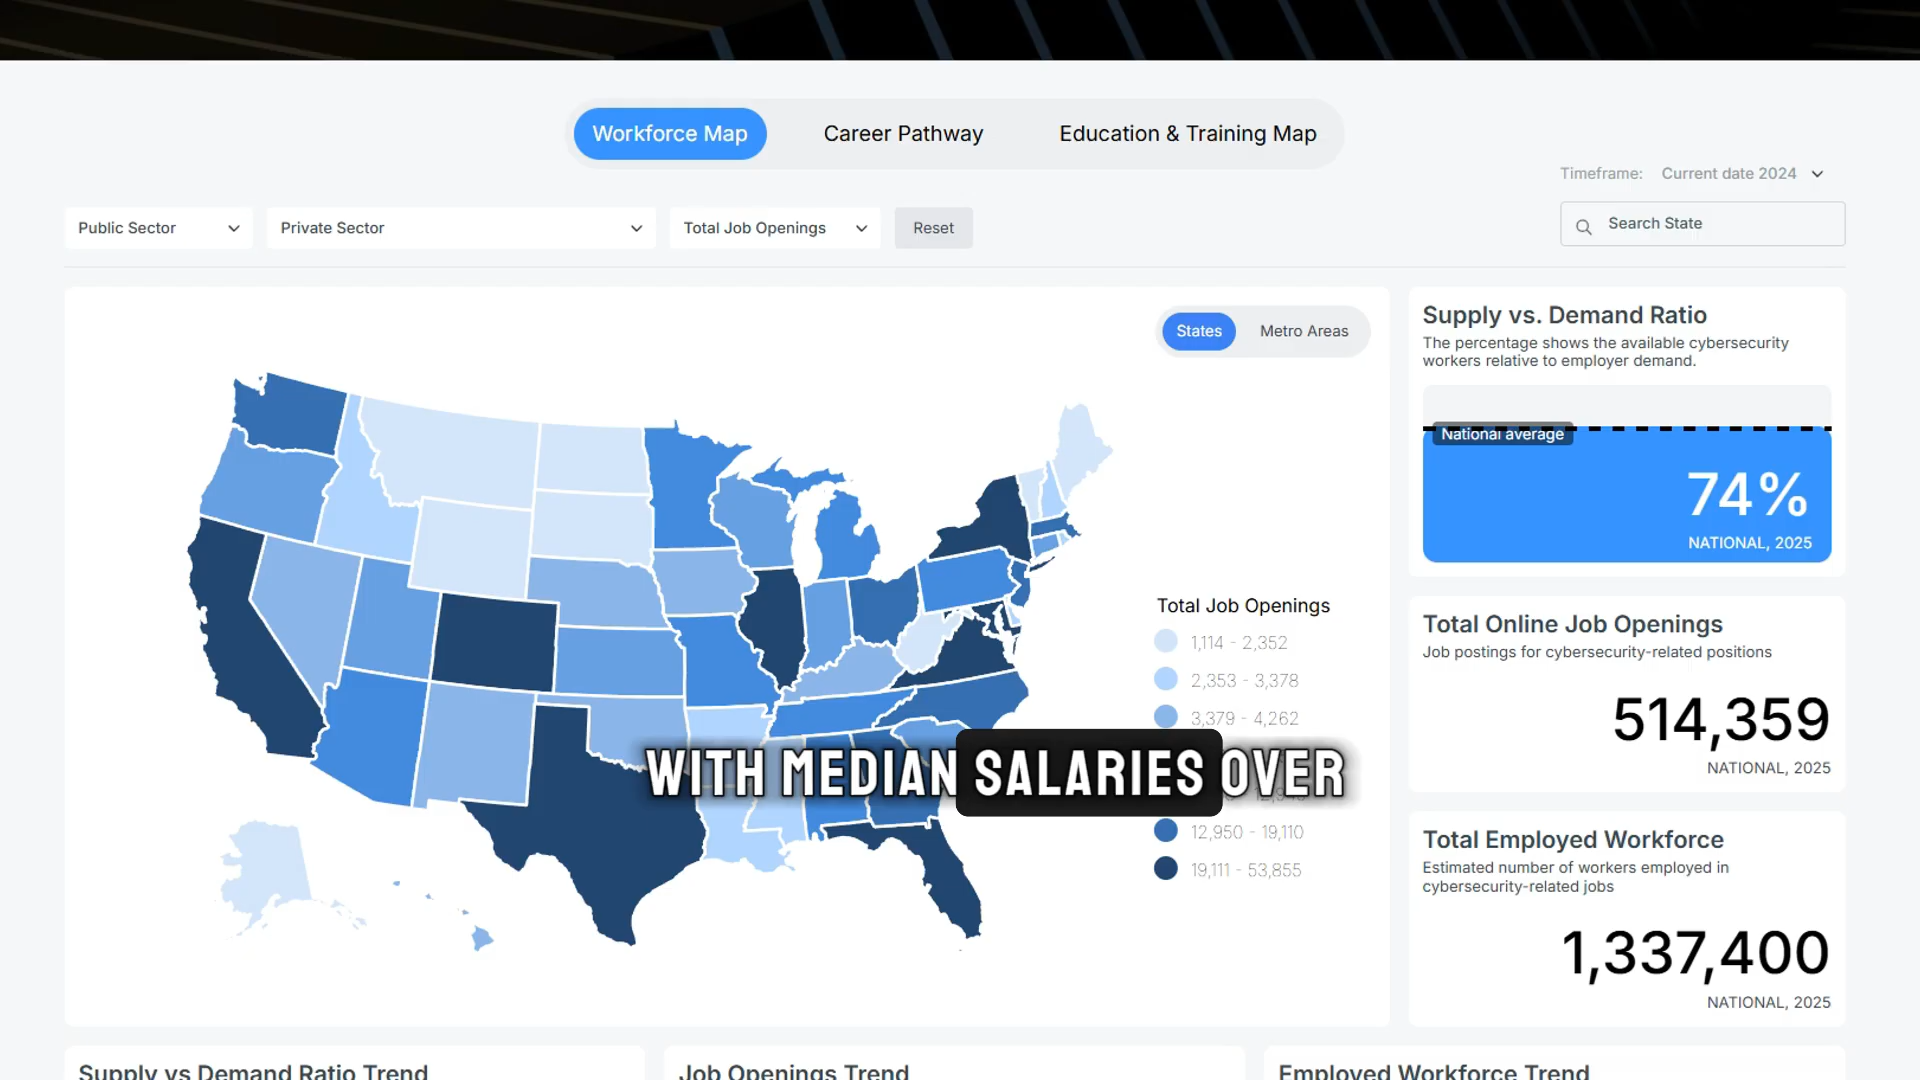 Workforce Map
Career Pathway
Education & Training Map
Timeframe: Current date 2024
Public Sector
Private Sector
Total Job Openings
Reset
Search State
States
Metro Areas
Supply vs. Demand Ratio
The percentage shows the available cybersecurity
workers relative to employer demand.
National average
74%
NATIONAL, 2025
Total Job Openings
1,114 - 2,352
2,353 - 3,378
3,379 - 4,262
WITH MEDIAN SALARIES OVER
12,950 - 19,110
19,111 - 53,855
Total Online Job Openings
Job postings for cybersecurity-related positions
514,359
NATIONAL, 2025
Total Employed Workforce
Estimated number of workers employed in
cybersecurity-related jobs
1,337,400
NATIONAL, 2025
Supply vs Demand Ratio Trend
Job Openings Trend
Employed Workforce Trend